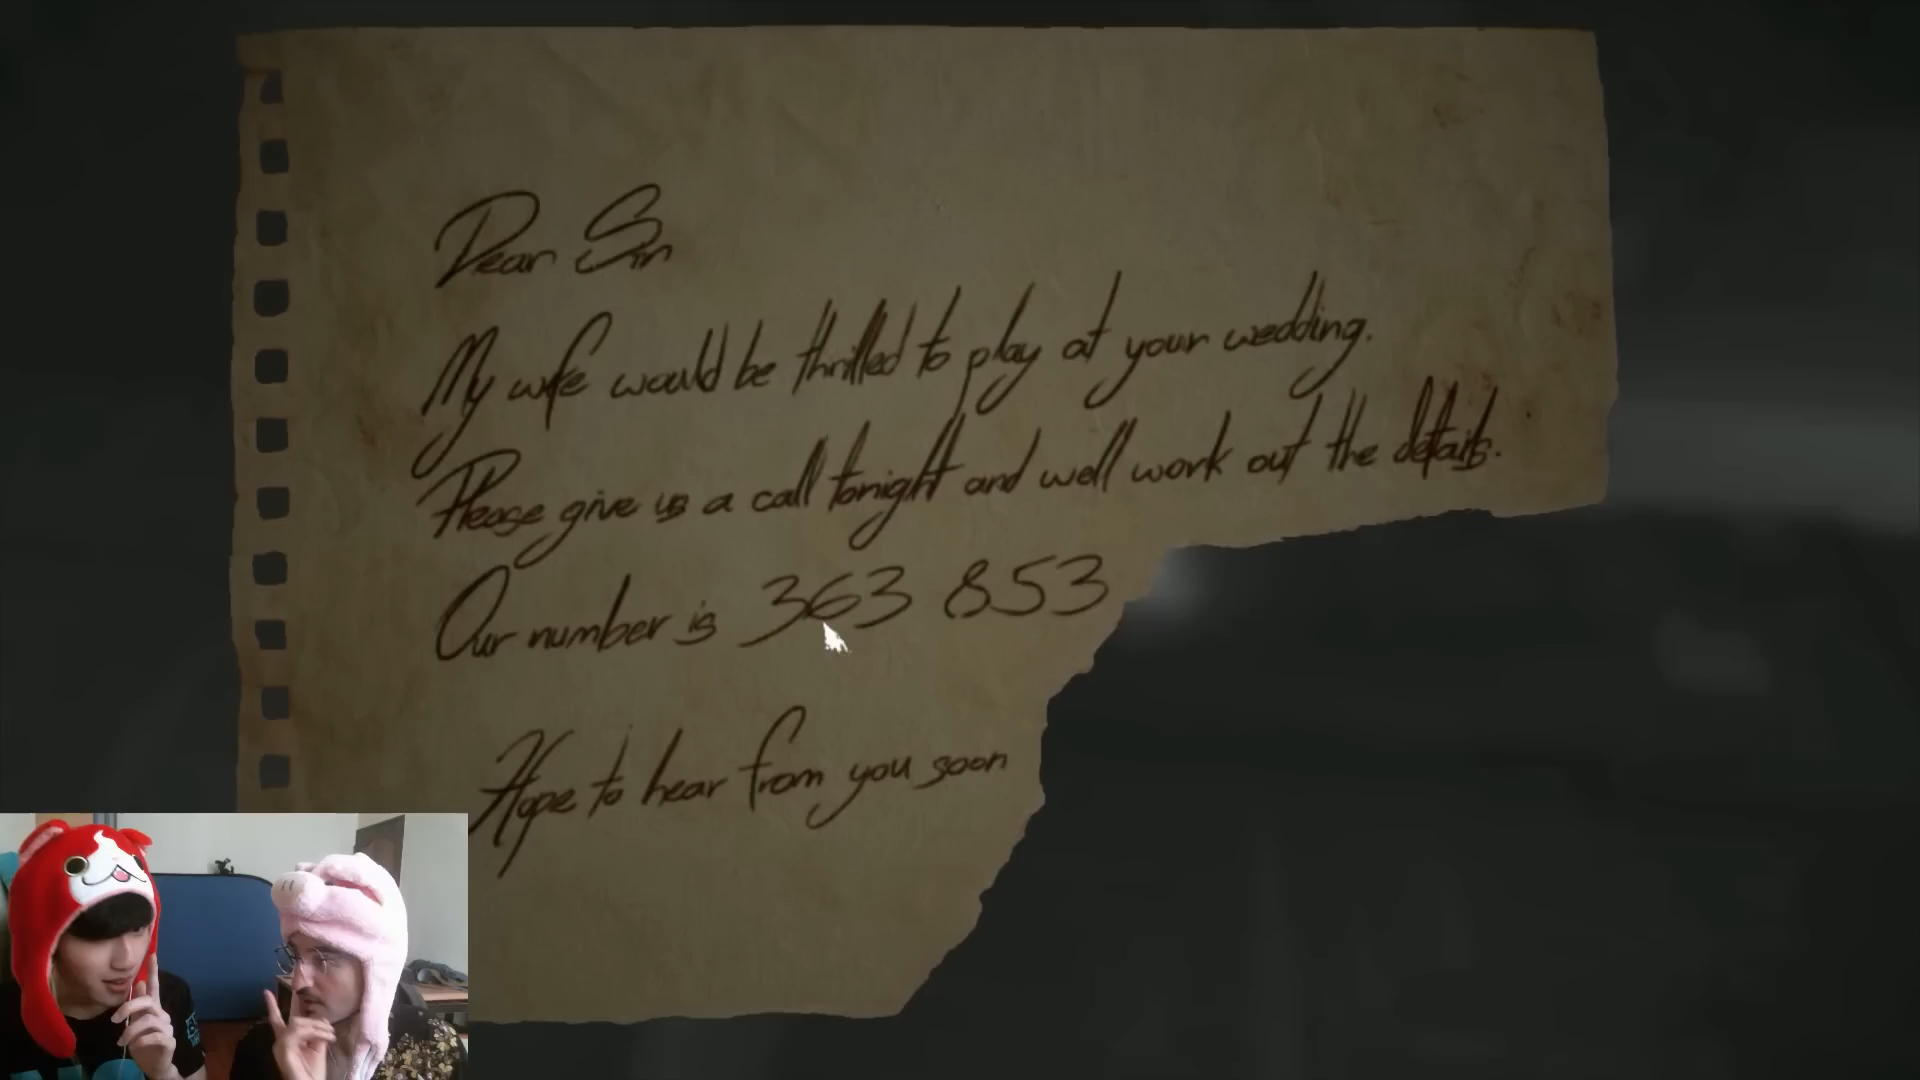 Dear Sir
My wife would be thrilled to play at your wedding.
Please give us a call tonight and well work out the details.
Our number is 363 853
Hope to hear from you soon